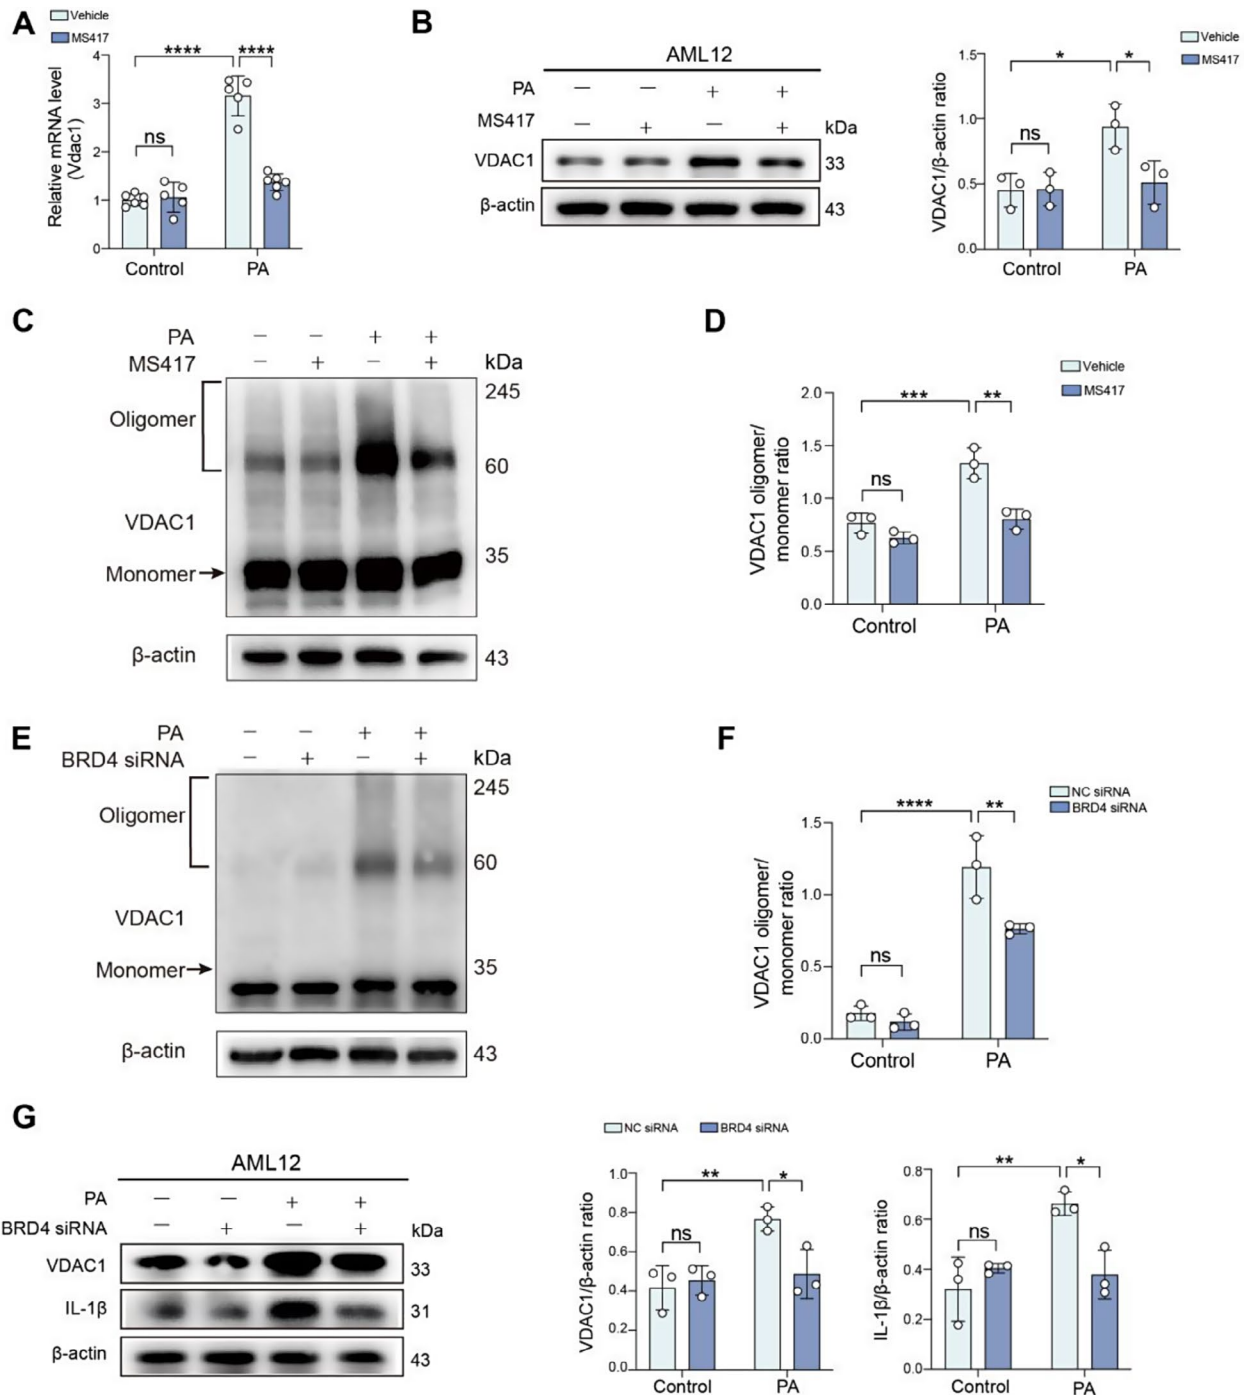 A
Vehicle
MS417
Relative mRNA level
(Vdac1)
4
3
2
1
0
ns
****
****
Control
PA
B
AML12
PA
— — + +
MS417
— + — +
kDa
VDAC1
33
β-actin
43
Vehicle
MS417
VDAC1/β-actin ratio
1.5
1.0
0.5
0.0
ns
*
*
Control
PA
C
PA
— — + +
MS417
— + — +
kDa
Oligomer
245
60
VDAC1
35
Monomer
β-actin
43
D
Vehicle
MS417
VDAC1 oligomer/
monomer ratio
2.0
1.5
1.0
0.5
0.0
ns
***
**
Control
PA
E
PA
— — + +
BRD4 siRNA
— + — +
kDa
Oligomer
245
60
VDAC1
Monomer
35
β-actin
43
F
NC siRNA
BRD4 siRNA
VDAC1 oligomer/
monomer ratio
1.5
1.0
0.5
0.0
ns
****
**
Control
PA
G
AML12
PA
— — + +
BRD4 siRNA
— + — +
kDa
VDAC1
33
IL-1β
31
β-actin
43
NC siRNA
BRD4 siRNA
VDAC1/β-actin ratio
1.0
0.8
0.6
0.4
0.2
0.0
ns
**
*
Control
PA
IL-1β/β-actin ratio
0.8
0.6
0.4
0.2
0.0
ns
**
*
Control
PA